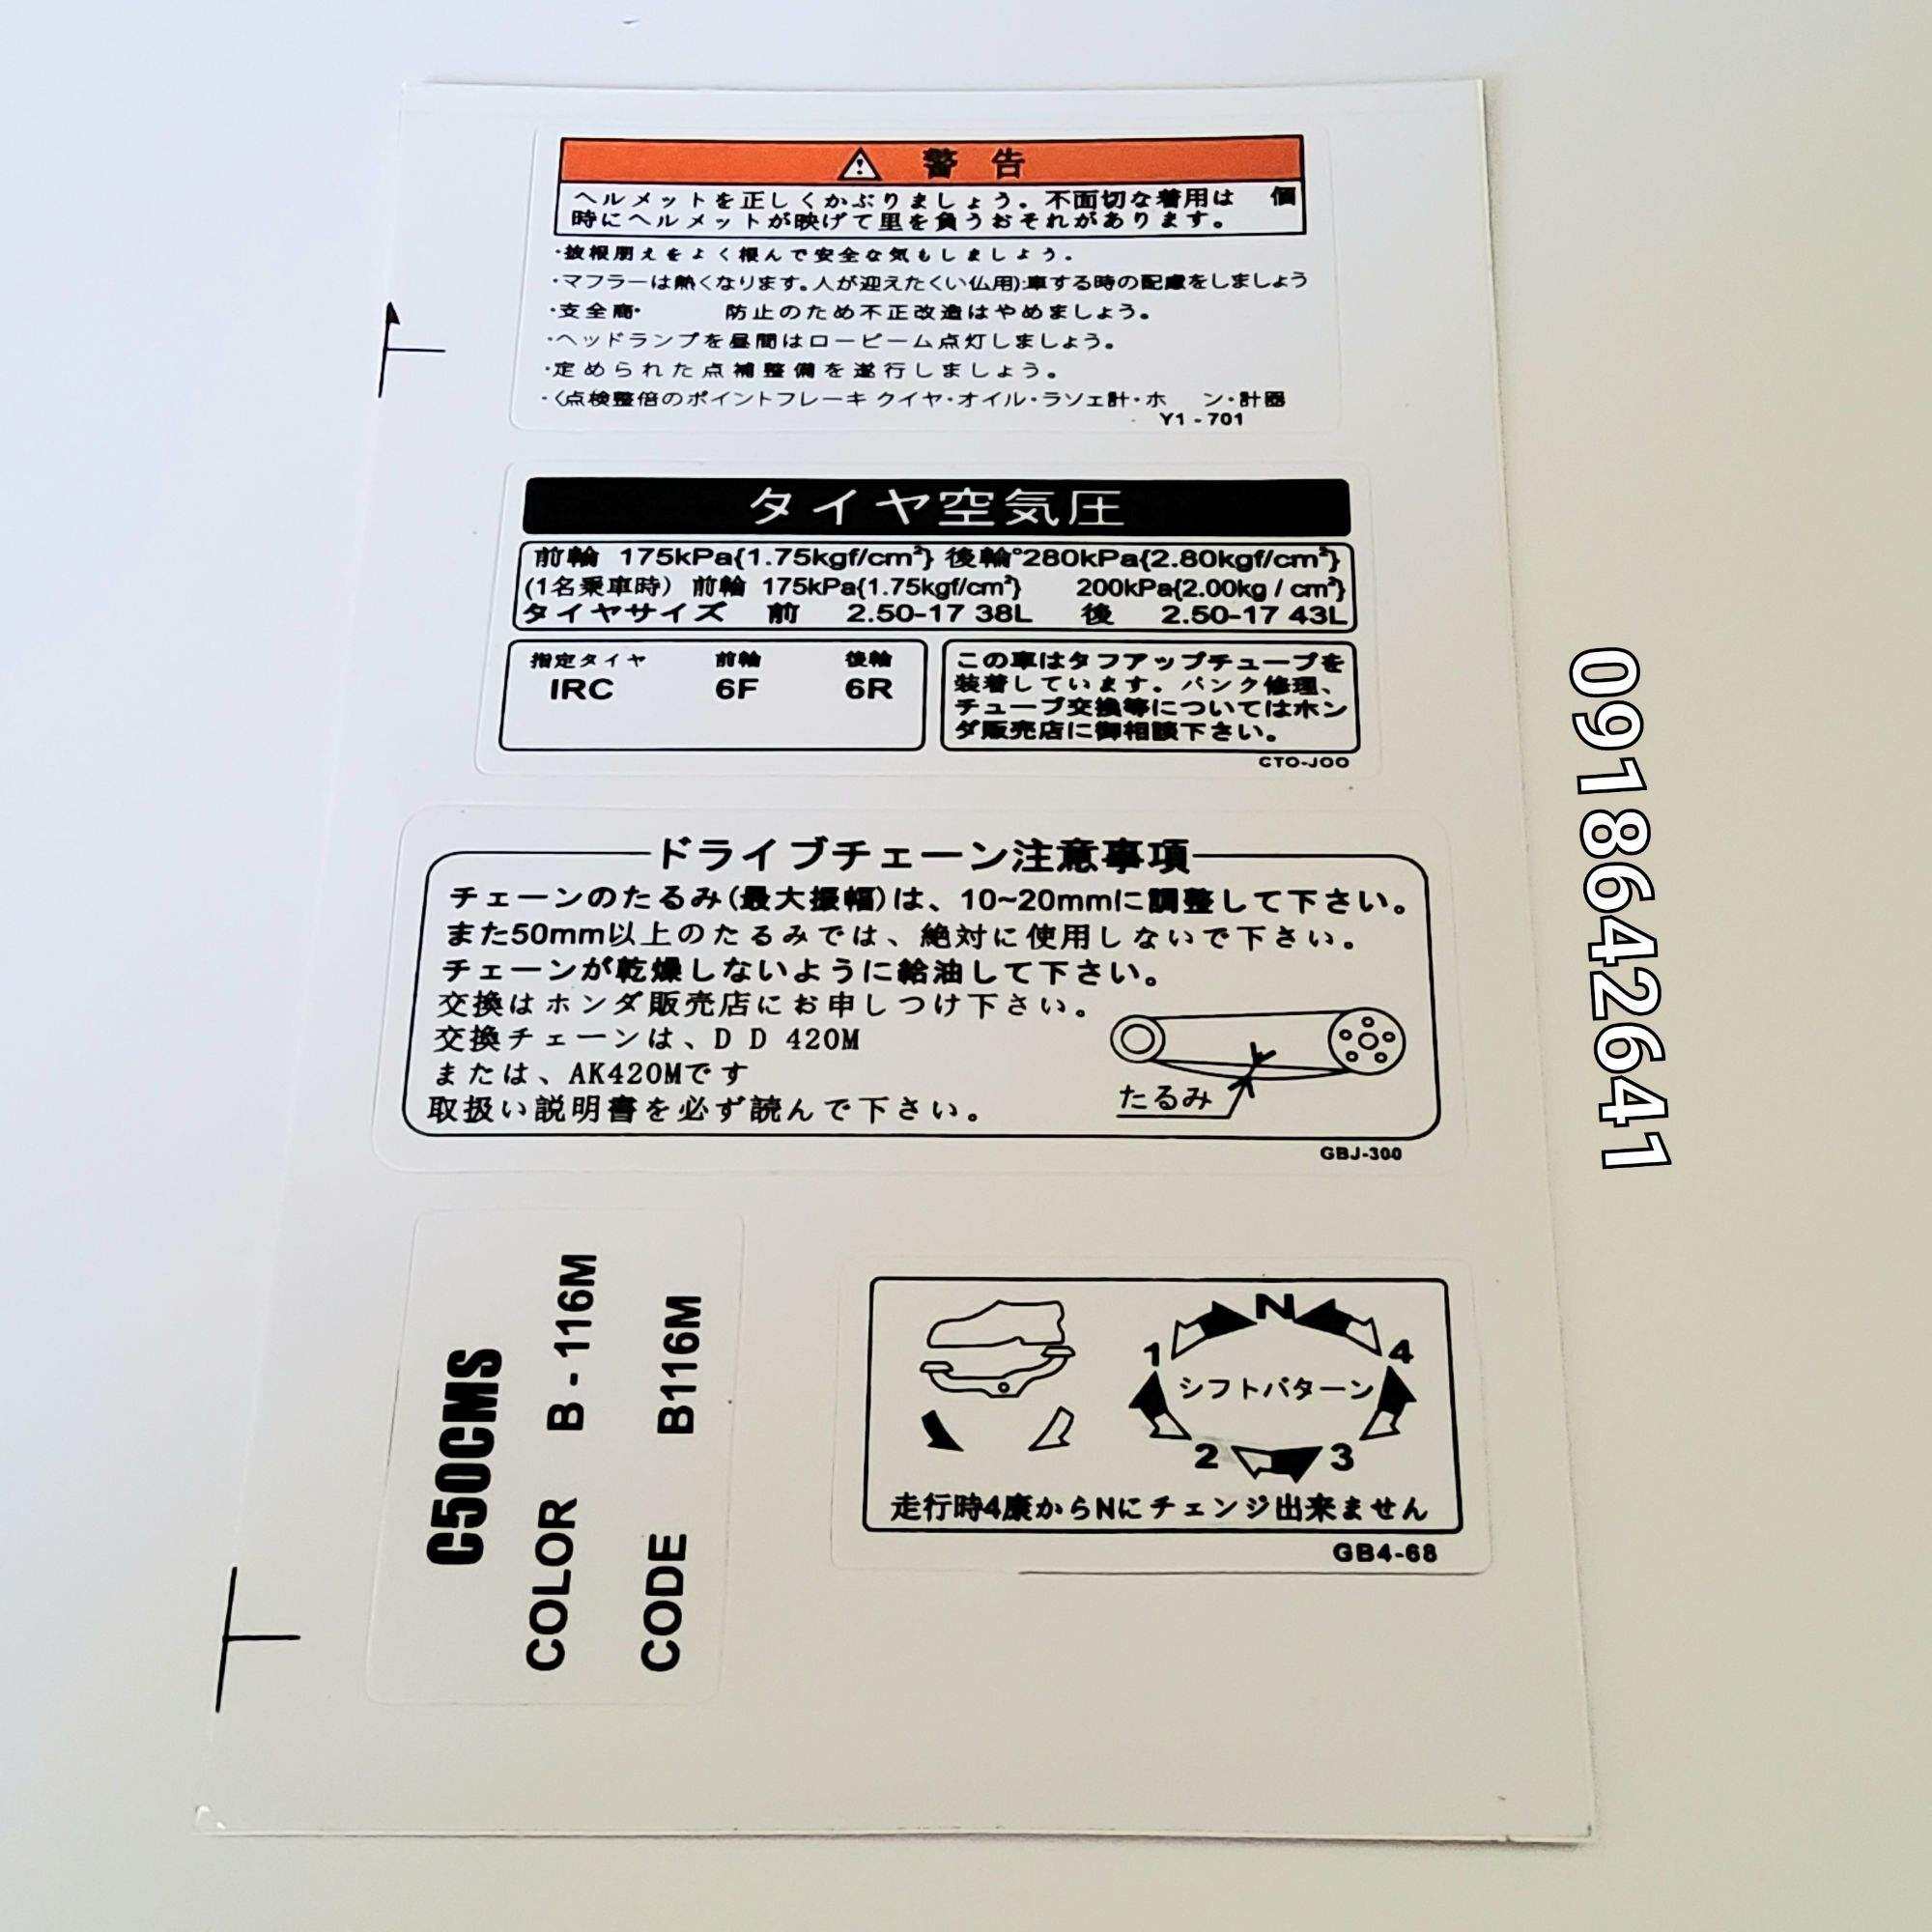 警告
ヘルメットを正しくかぶりましょう。不面切な着用は 個
時にヘルメットが映げて里を負うおそれがあります。
をよく んで安全な気もしましょう。
・マフラーは熱くなります。人が迎えたくい仏用):車する時の配慮をしましょう
・支全商・ 防止のため不正改造はやめましょう。
・ヘッドランプを昼間はロービーム点灯しましょう。
・定められた点補整備を遂行しましょう。
・〈点検整倍のポイントフレーキ クイヤ・オイル・ラソェ計・ホ ン・計器
Y1-701
タイヤ空気圧
前輪 175kPa{1.75kgf/cm²} 後輪°280kPa{2.80kgf/cm²}
(1名乗車時) 前輪 175kPa{1.75kgf/cm²} 200kPa{2.00kg / cm²}
タイヤサイズ 前 2.50-17 38L 後 2.50-17 43L
指定タイヤ 前輪 後輪
IRC 6F 6R
この車はタフアップチューブを
装着しています。パンク修理、
チューブ交換等についてはホン
ダ販売店に御相談下さい。
CTO-JOO
ドライブチェーン注意事項
チェーンのたるみ(最大振幅)は、10~20mmに調整して下さい。
また50mm以上のたるみでは、絶対に使用しないで下さい。
チェーンが乾燥しないように給油して下さい。
交換はホンダ販売店にお申しつけ下さい。
交換チェーンは、D D 420M
または、AK420Mです
取扱い説明書を必ず読んで下さい。
たるみ
GBJ-300
C50CMS
COLOR B-116M
CODE B116M
N
1 4
シフトパターン
2 3
走行時4康からNにチェンジ出来ません
GB4-68
0918642641